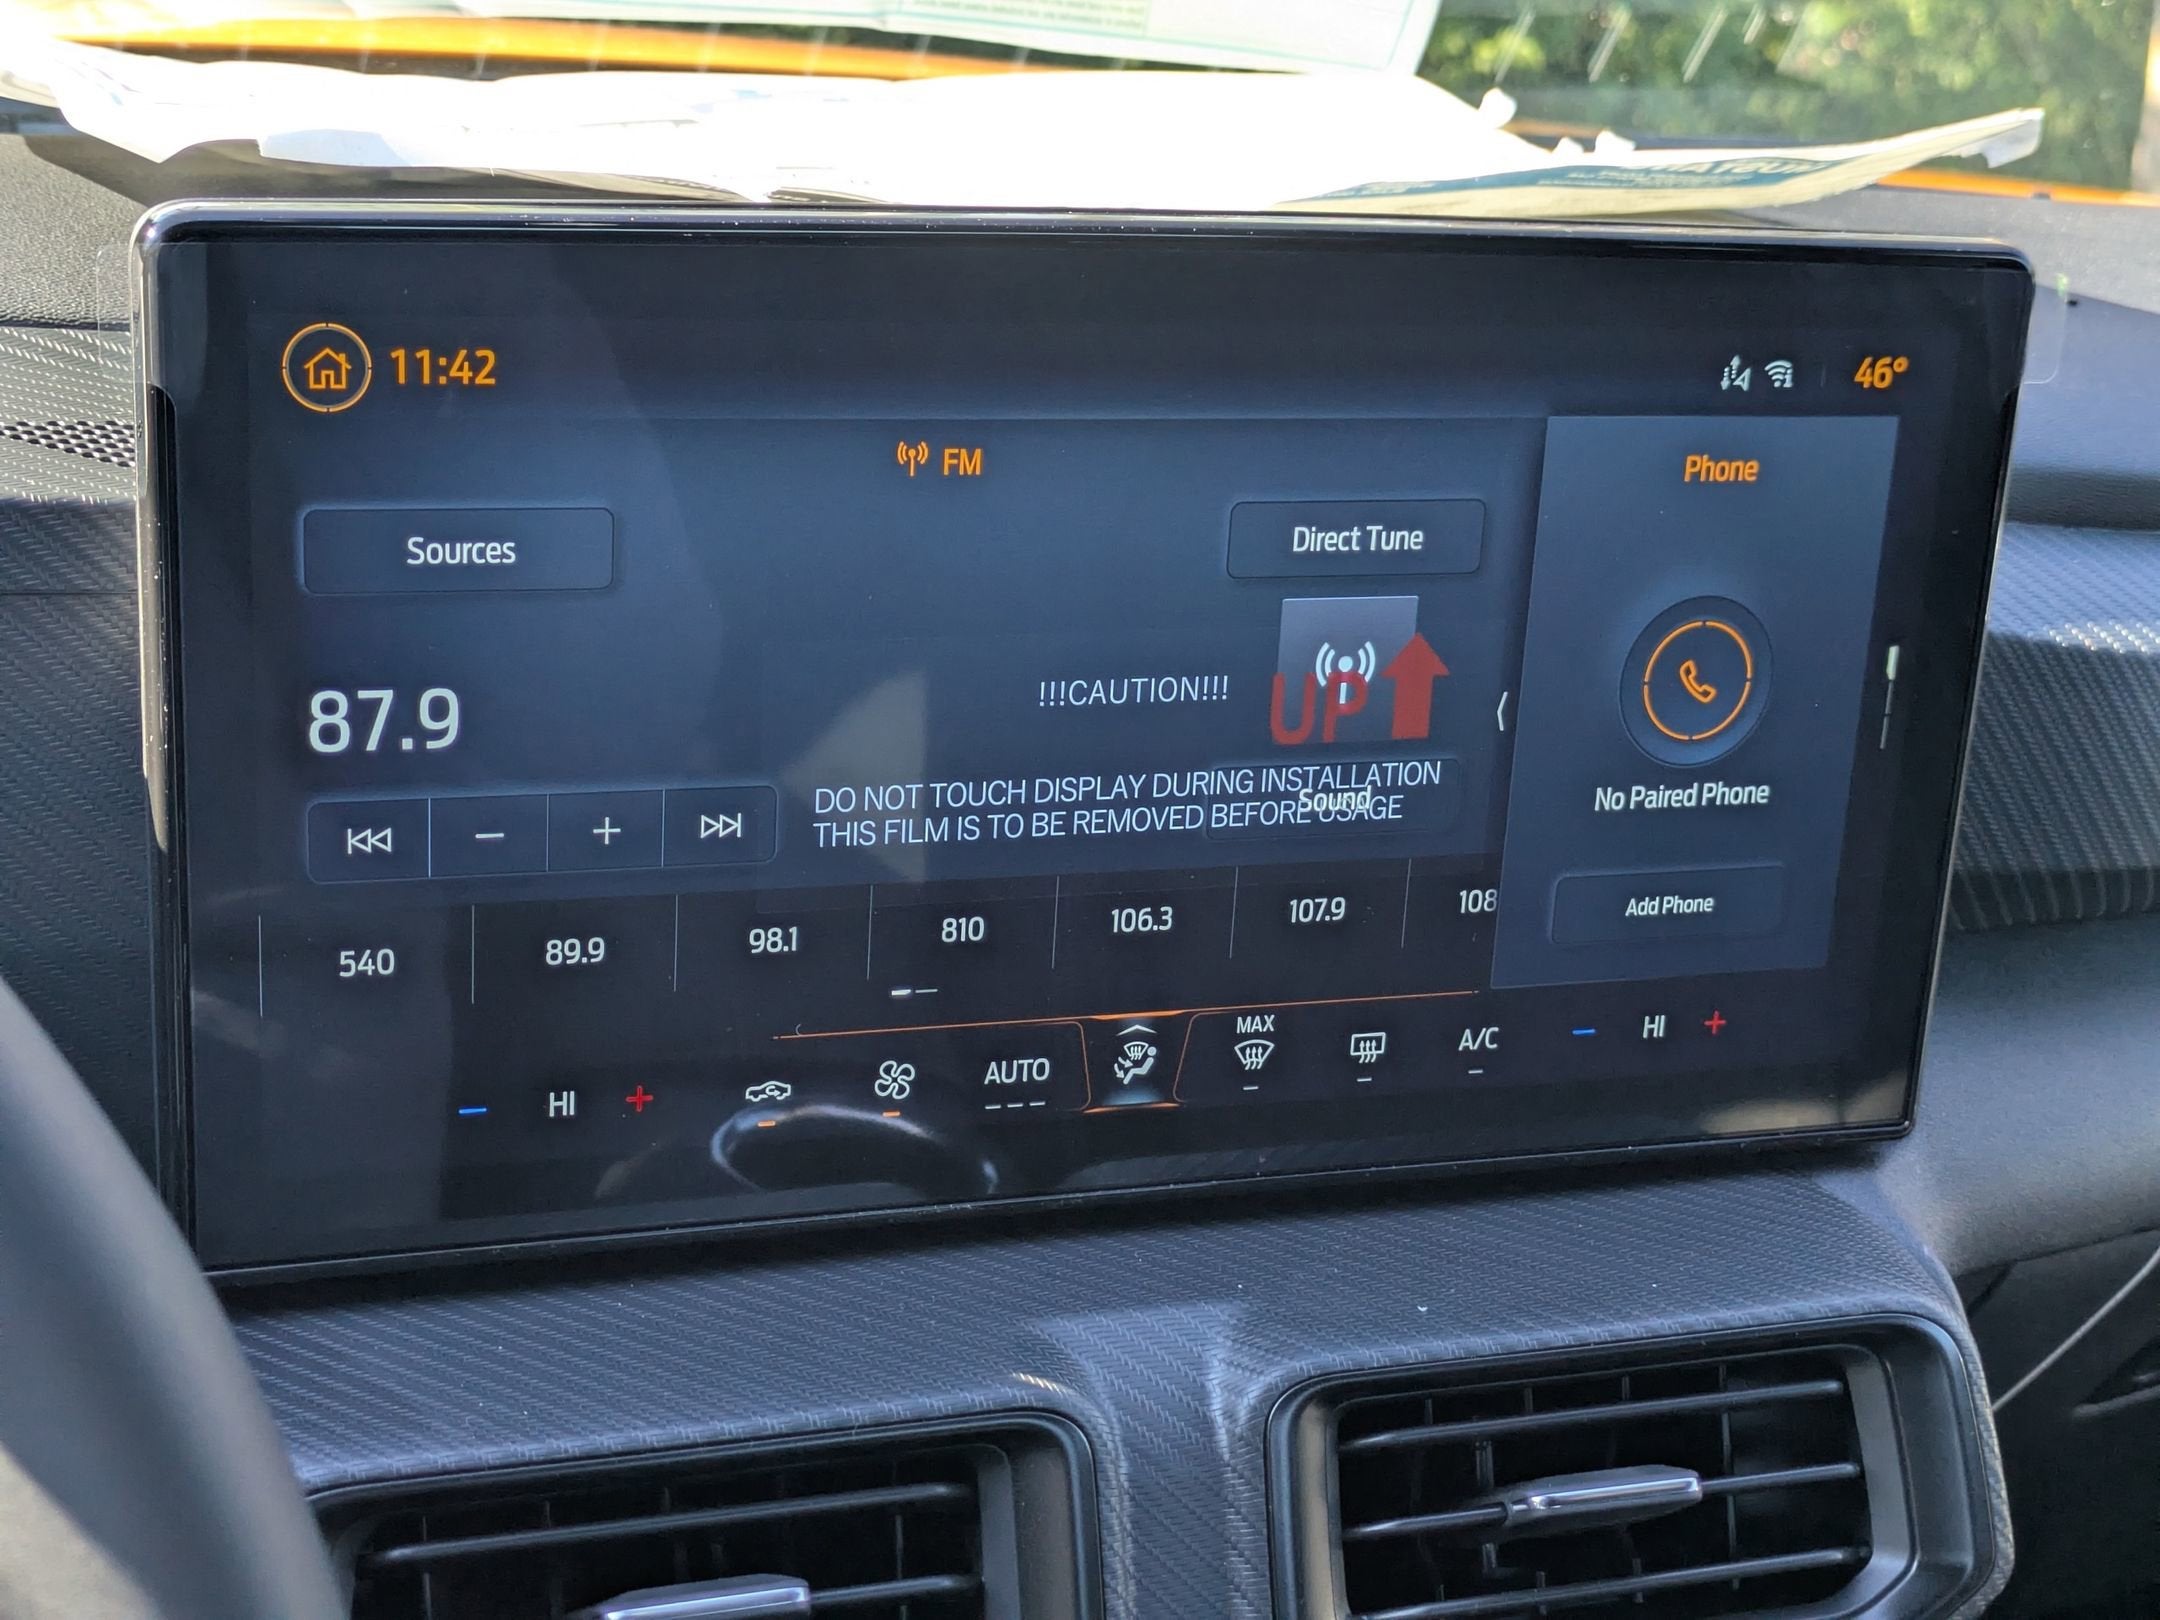 11:42
46°
FM
Phone
Sources
Direct Tune
87.9
!!!CAUTION!!!
UP
DO NOT TOUCH DISPLAY DURING INSTALLATION
THIS FILM IS TO BE REMOVED BEFORE USAGE
Sound
No Paired Phone
Add Phone
540
89.9
98.1
810
106.3
107.9
108
HI
AUTO
MAX
A/C
HI